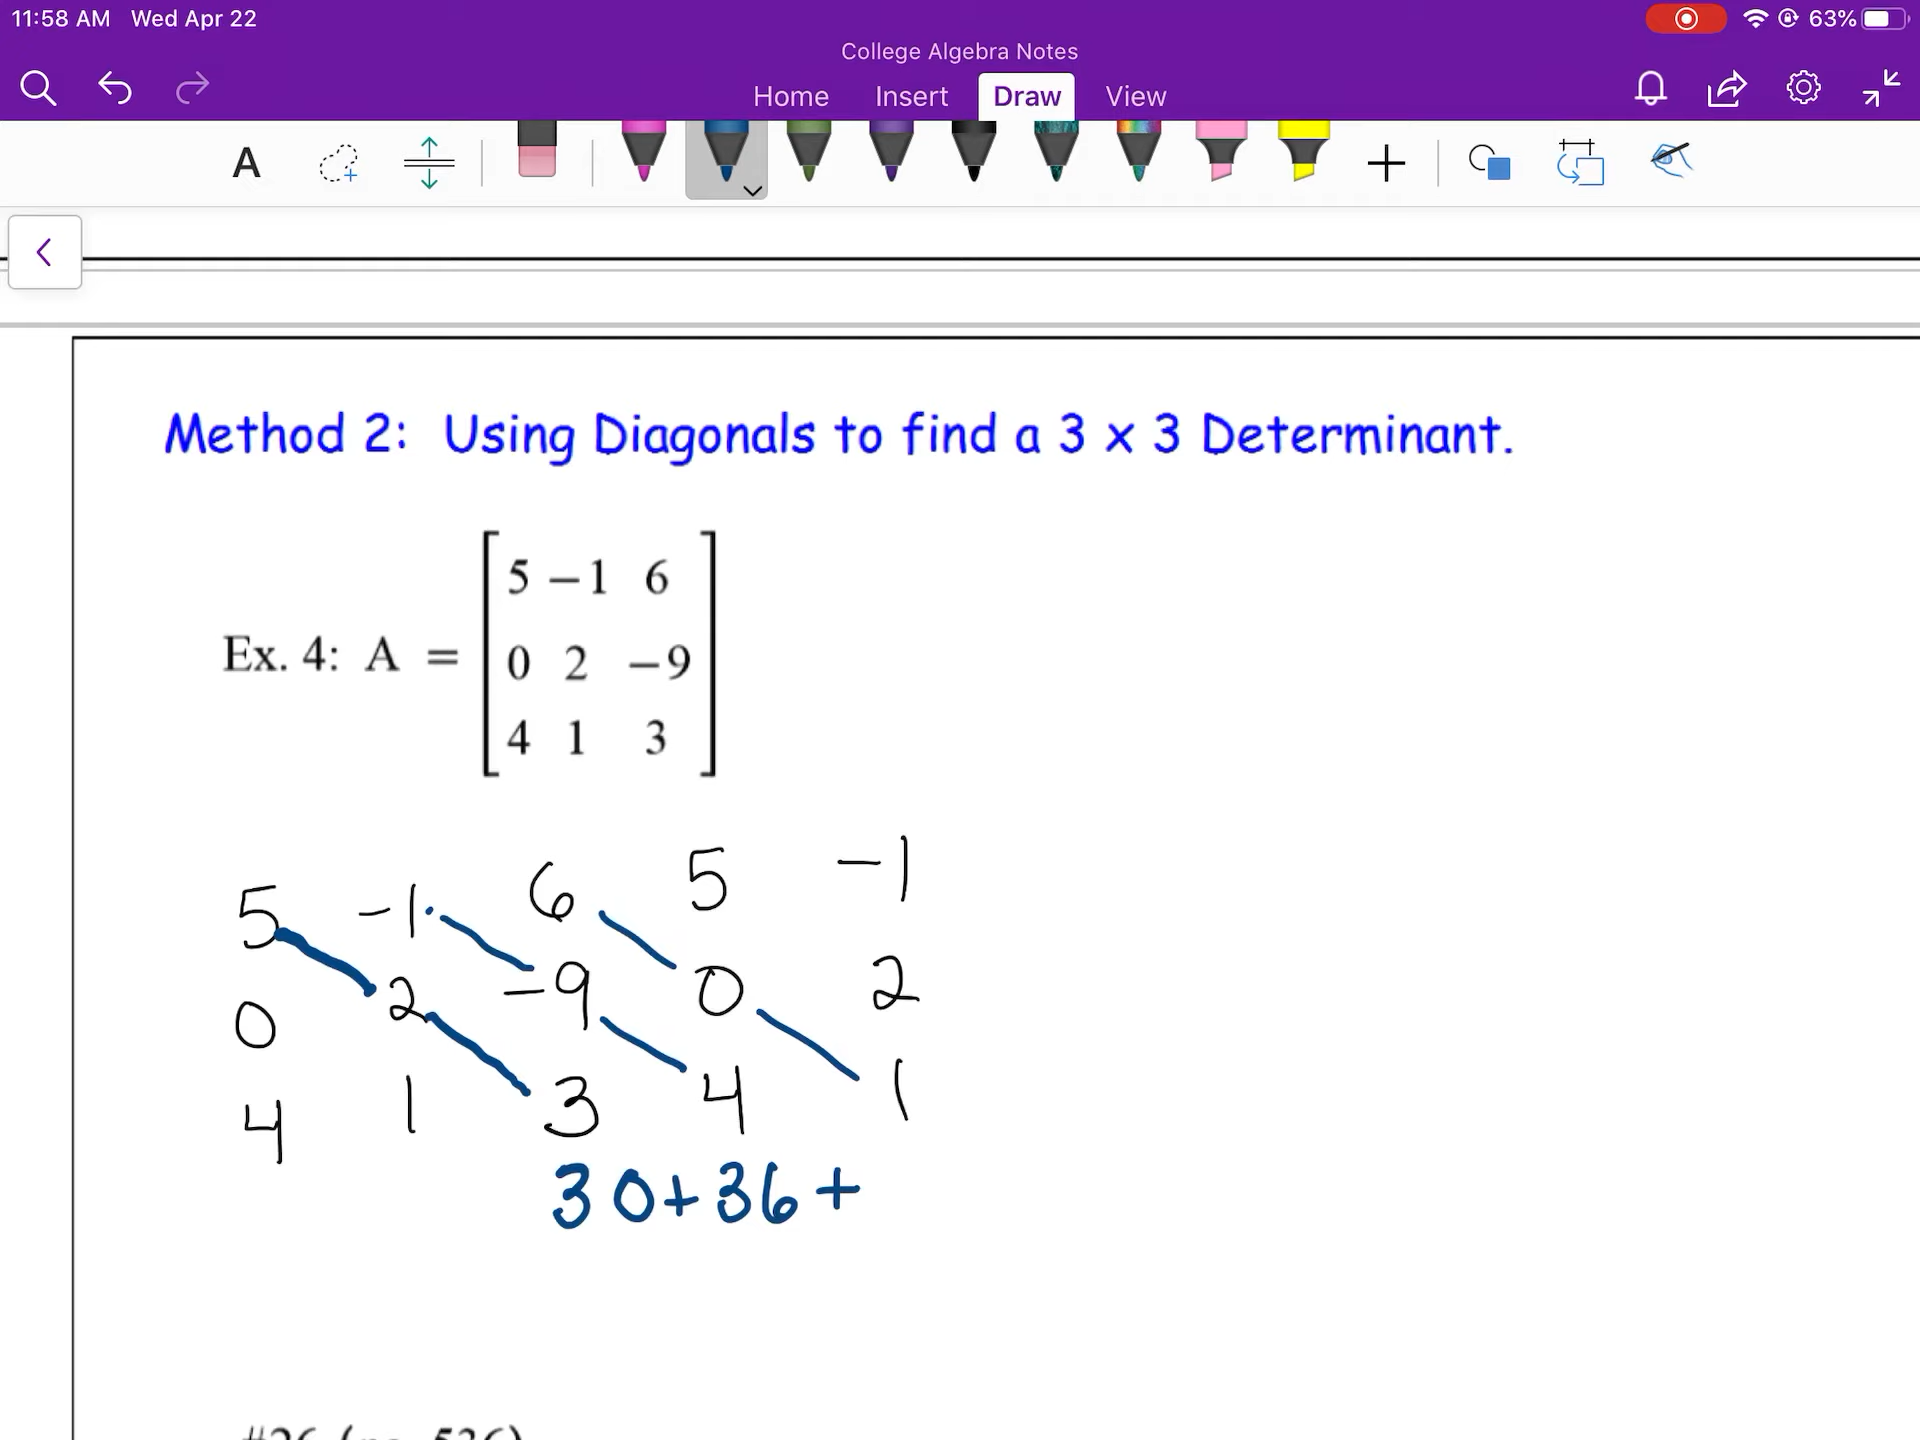 11:58 AM Wed Apr 22
63%
College Algebra Notes
Home Insert Draw View
A
Method 2: Using Diagonals to find a 3 x 3 Determinant.
5 −1 6
Ex. 4: A = 0 2 −9
4 1 3
5 −1 6 5 −1
0 2 −9 0 2
4 1 3 4 1
30+36+